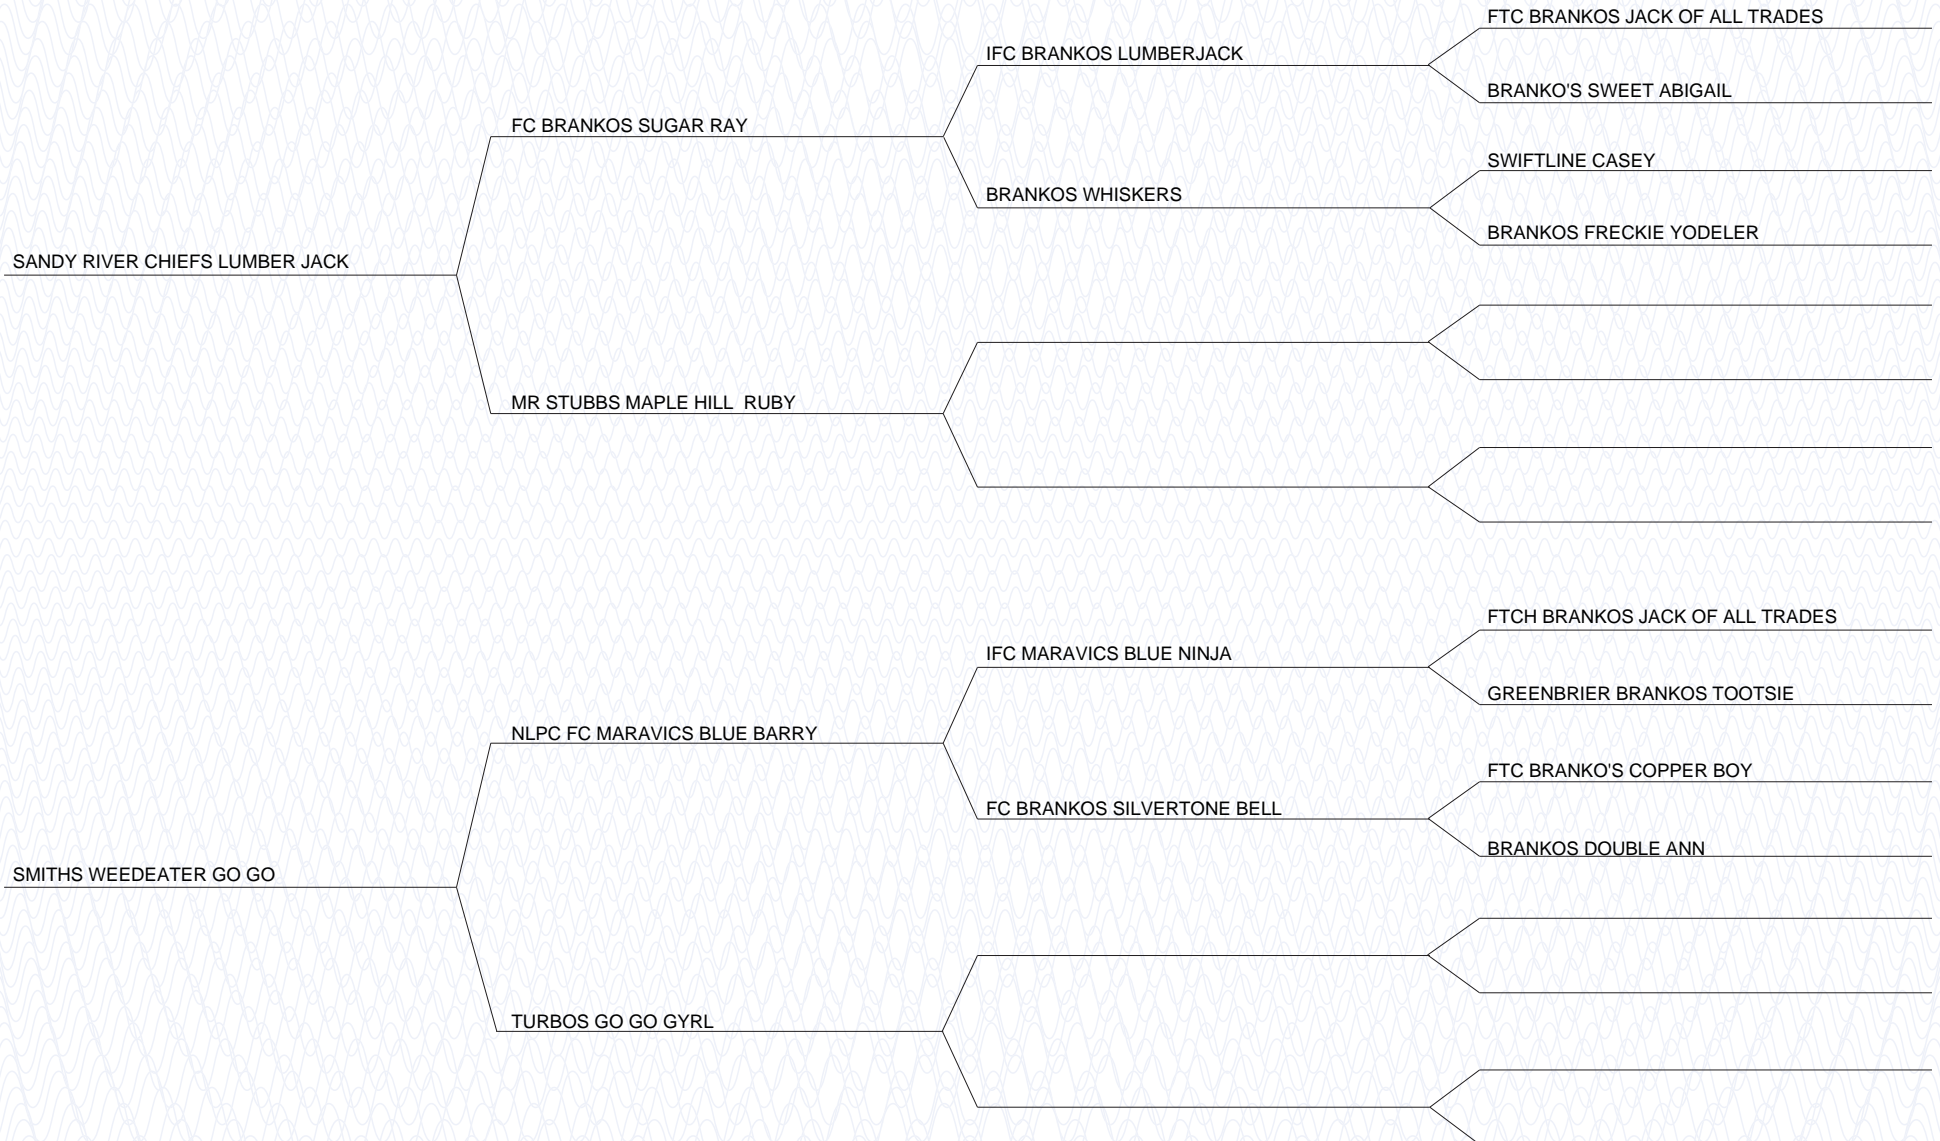 FTC BRANKOS JACK OF ALL TRADES
IFC BRANKOS LUMBERJACK
BRANKO'S SWEET ABIGAIL
FC BRANKOS SUGAR RAY
SWIFTLINE CASEY
BRANKOS WHISKERS
BRANKOS FRECKIE YODELER
SANDY RIVER CHIEFS LUMBER JACK
MR STUBBS MAPLE HILL  RUBY
FTCH BRANKOS JACK OF ALL TRADES
IFC MARAVICS BLUE NINJA
GREENBRIER BRANKOS TOOTSIE
NLPC FC MARAVICS BLUE BARRY
FTC BRANKO'S COPPER BOY
FC BRANKOS SILVERTONE BELL
BRANKOS DOUBLE ANN
SMITHS WEEDEATER GO GO
TURBOS GO GO GYRL